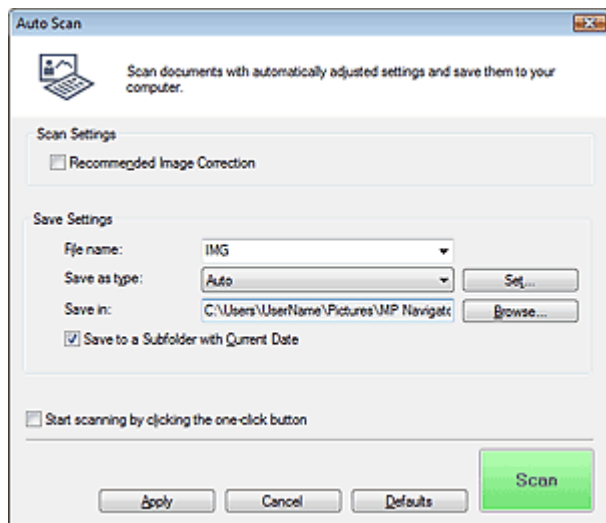 Auto Scan
Scan documents with automatically adjusted settings and save them to your
computer.
Scan Settings
Recommended Image Correction
Save Settings
File name:
IMG
Save as type:
Auto
Set...
Save in:
C:\Users\UserName\Pictures\MP Navigato
Browse...
Save to a Subfolder with Current Date
Start scanning by clicking the one-click button
Scan
Apply
Cancel
Defaults